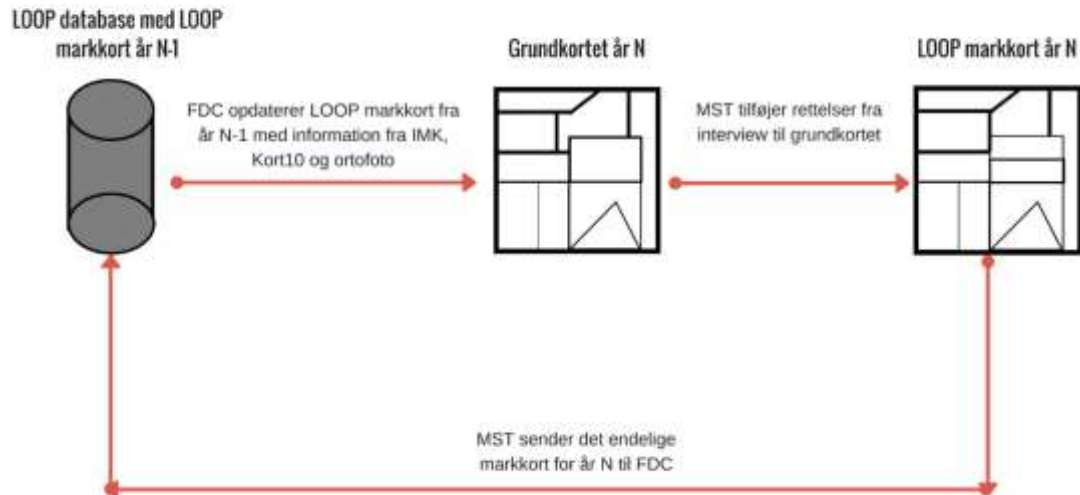 LOOP database med LOOP
markkort år N-1
Grundkortet år N
LOOP markkort år N
FDC opdaterer LOOP markkort fra
år N-1 med information fra IMK,
Kort10 og ortofoto
MST tilføjer rettelser fra
interview til grundkortet
MST sender det endelige
markkort for år N til FDC